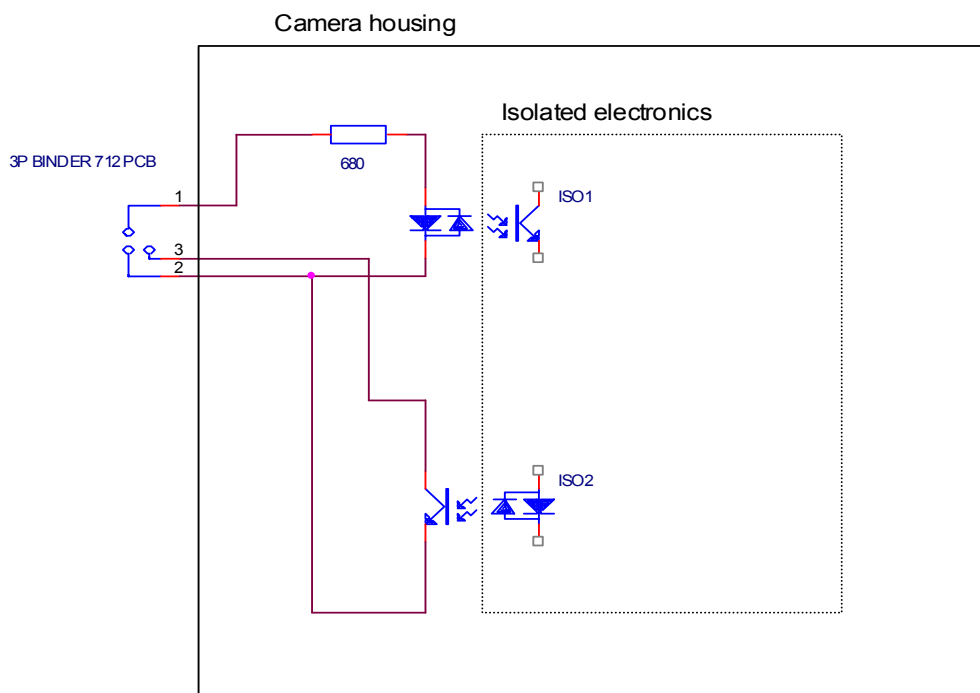 Camera housing
Isolated electronics
3P BINDER 712 PCB
680
1
ISO1
3
2
ISO2